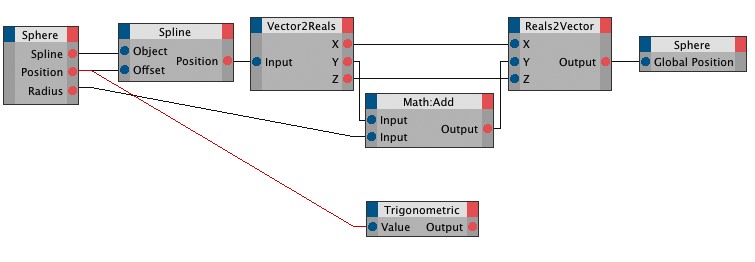 Sphere
Spline
Position
Radius
Spline
Object
Offset
Position
Vector2Reals
Input
X
Y
Z
Math:Add
Input
Input
Output
Reals2Vector
X
Y
Z
Output
Sphere
Global Position
Trigonometric
Value Output